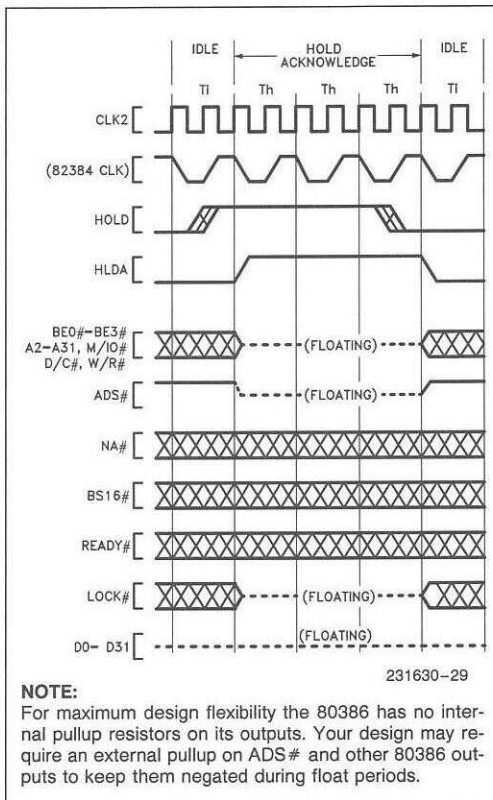 IDLE HOLD ACKNOWLEDGE IDLE
Ti Th Th Th Ti
CLK2
(82384 CLK)
HOLD
HLDA
BE0#-BE3#
A2-A31, M/IO#
D/C#, W/R#
(FLOATING)
ADS#
(FLOATING)
NA#
BS16#
READY#
LOCK#
(FLOATING)
(FLOATING)
D0- D31
231630-29
NOTE:
For maximum design flexibility the 80386 has no inter-
nal pullup resistors on its outputs. Your design may re-
quire an external pullup on ADS# and other 80386 out-
puts to keep them negated during float periods.